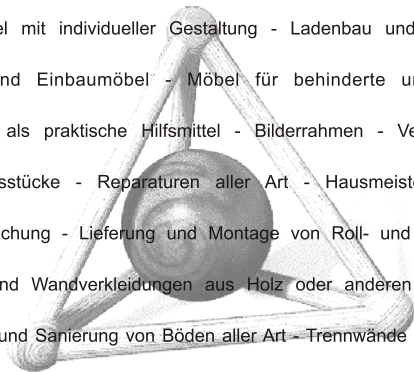 el mit individueller Gestaltung - Ladenbau und
nd Einbaumöbel - Möbel für behinderte u
als praktische Hilfsmittel - Bilderrahmen - Ve
sstücke - Reparaturen aller Art - Hausmeiste
chung - Lieferung und Montage von Roll- und
nd Wandverkleidungen aus Holz oder anderen
und Sanierung von Böden aller Art - Trennwände